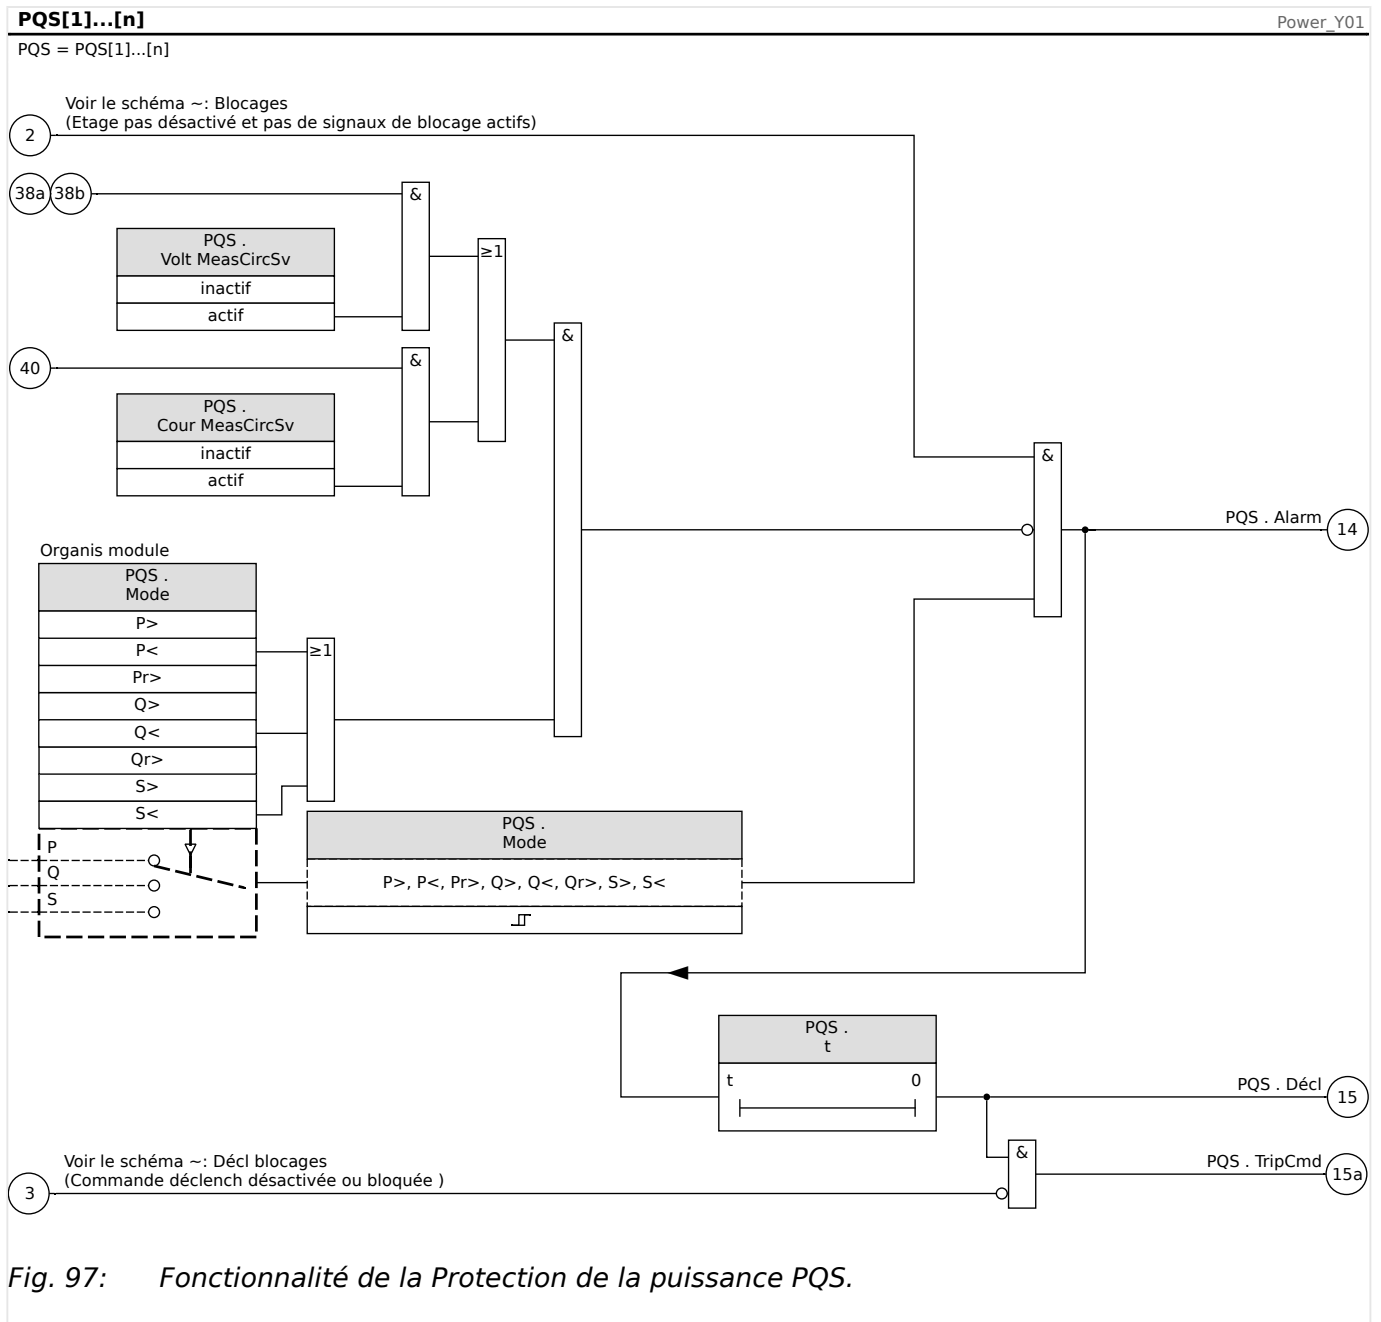 PQS[1]...[n]
Power_Y01
PQS = PQS[1]...[n]
Voir le schéma ~: Blocages
(Etage pas désactivé et pas de signaux de blocage actifs)
2
38a 38b
&
PQS .
Volt MeasCircSv
inactif
actif
≥1
&
40
&
PQS .
Cour MeasCircSv
inactif
actif
&
PQS . Alarm
14
Organis module
PQS .
Mode
P>
P<
Pr>
Q>
Q<
Qr>
S>
S<
≥1
P
Q
S
PQS .
Mode
P>, P<, Pr>, Q>, Q<, Qr>, S>, S<
PQS .
t
t 0
PQS . Décl
15
Voir le schéma ~: Décl blocages
(Commande déclench désactivée ou bloquée )
3
&
PQS . TripCmd
15a
Fig. 97: Fonctionnalité de la Protection de la puissance PQS.